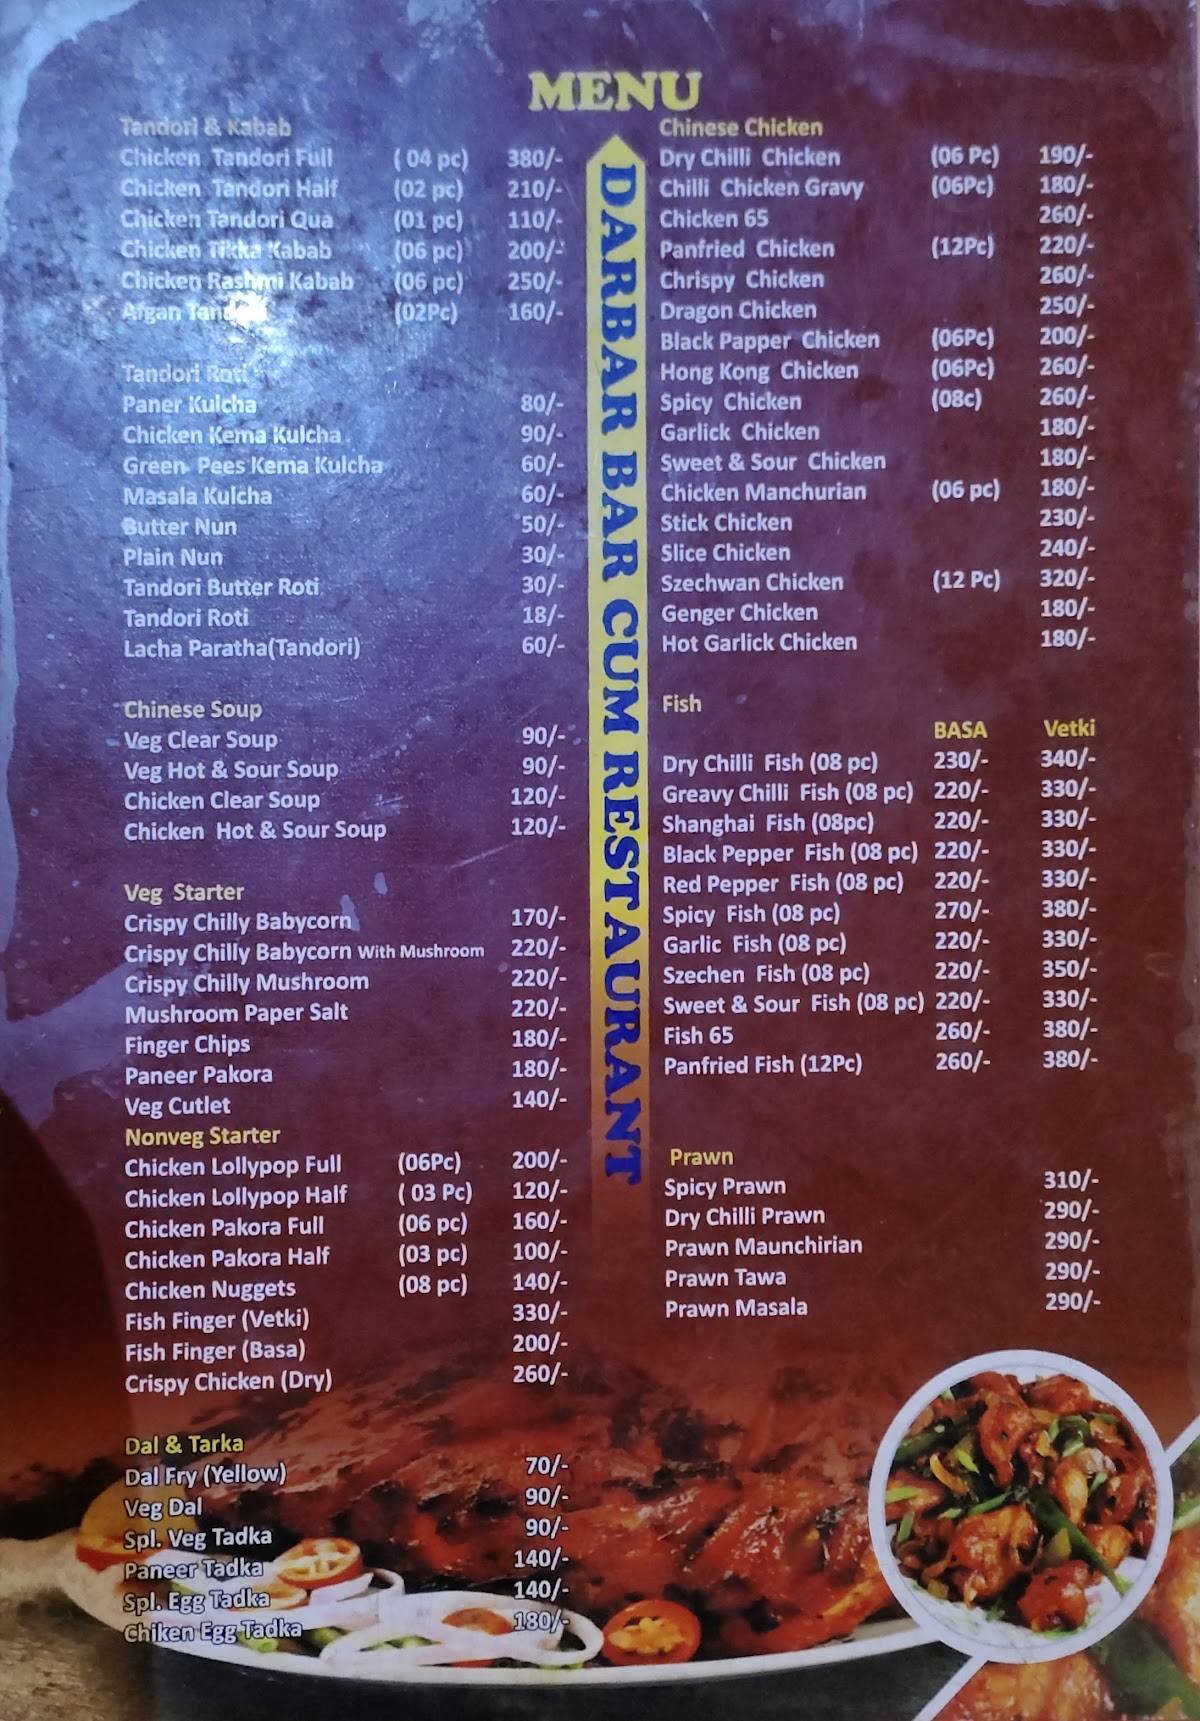 MENU
DARBAR BAR CUM RESTAURANT
Tandori & Kabab
Chicken Tandori Full ( 04 pc) 380/-
Chicken Tandori Half (02 pc) 210/-
Chicken Tandori Qua (01 pc) 110/-
Chicken Tikka Kabab (06 pc) 200/-
Chicken Rashmi Kabab (06 pc) 250/-
Afgan (02Pc) 160/-
Tandori Roti
Paner Kulcha 80/-
Chicken Kema Kulcha 90/-
Green Pees Kema Kulcha 60/-
Masala Kulcha 60/-
Butter Nun 50/-
Plain Nun 30/-
Tandori Butter Roti 30/-
Tandori Roti 18/-
Lacha Paratha(Tandori) 60/-
Chinese Soup
Veg Clear Soup 90/-
Veg Hot & Sour Soup 90/-
Chicken Clear Soup 120/-
Chicken Hot & Sour Soup 120/-
Veg Starter
Crispy Chilly Babycorn 170/-
Crispy Chilly Babycorn With Mushroom 220/-
Crispy Chilly Mushroom 220/-
Mushroom Paper Salt 220/-
Finger Chips 180/-
Paneer Pakora 180/-
Veg Cutlet 140/-
Nonveg Starter
Chicken Lollypop Full (06Pc) 200/-
Chicken Lollypop Half ( 03 Pc) 120/-
Chicken Pakora Full (06 pc) 160/-
Chicken Pakora Half (03 pc) 100/-
Chicken Nuggets (08 pc) 140/-
Fish Finger (Vetki) 330/-
Fish Finger (Basa) 200/-
Crispy Chicken (Dry) 260/-
Dal & Tarka
Dal Fry (Yellow) 70/-
Veg Dal 90/-
Spl. Veg Tadka 90/-
Paneer Tadka 140/-
Spl. Egg Tadka 140/-
Chiken Egg Tadka 180/-
Chinese Chicken
Dry Chilli Chicken (06 Pc) 190/-
Chilli Chicken Gravy (06Pc) 180/-
Chicken 65 260/-
Panfried Chicken (12Pc) 220/-
Chrispy Chicken 260/-
Dragon Chicken 250/-
Black Papper Chicken (06Pc) 200/-
Hong Kong Chicken (06Pc) 260/-
Spicy Chicken (08c) 260/-
Garlick Chicken 180/-
Sweet & Sour Chicken 180/-
Chicken Manchurian (06 pc) 180/-
Stick Chicken 230/-
Slice Chicken 240/-
Szechwan Chicken (12 Pc) 320/-
Genger Chicken 180/-
Hot Garlick Chicken 180/-
Fish
BASA Vetki
Dry Chilli Fish (08 pc) 230/- 340/-
Greavy Chilli Fish (08 pc) 220/- 330/-
Shanghai Fish (08pc) 220/- 330/-
Black Pepper Fish (08 pc) 220/- 330/-
Red Pepper Fish (08 pc) 220/- 330/-
Spicy Fish (08 pc) 270/- 380/-
Garlic Fish (08 pc) 220/- 330/-
Szechen Fish (08 pc) 220/- 350/-
Sweet & Sour Fish (08 pc) 220/- 330/-
Fish 65 260/- 380/-
Panfried Fish (12Pc) 260/- 380/-
Prawn
Spicy Prawn 310/-
Dry Chilli Prawn 290/-
Prawn Maunchirian 290/-
Prawn Tawa 290/-
Prawn Masala 290/-